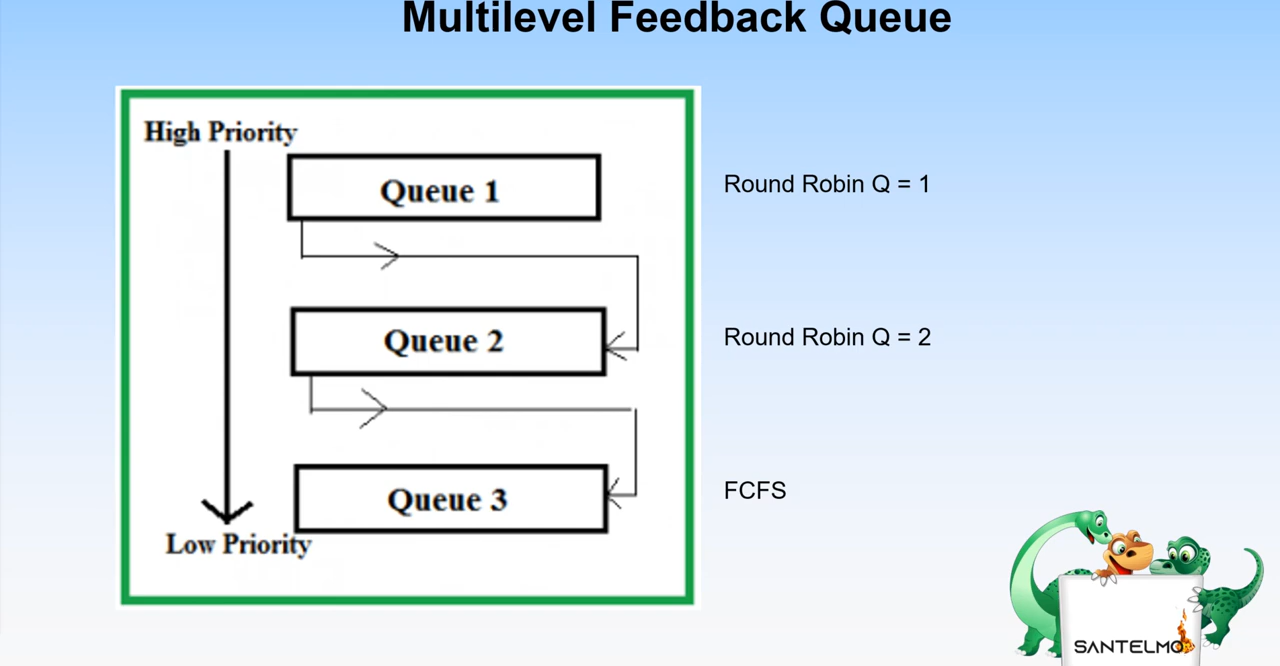 Multilevel Feedback Queue
High Priority
Queue 1
Round Robin Q = 1
Queue 2
Round Robin Q = 2
Queue 3
FCFS
Low Priority
SANTELMO